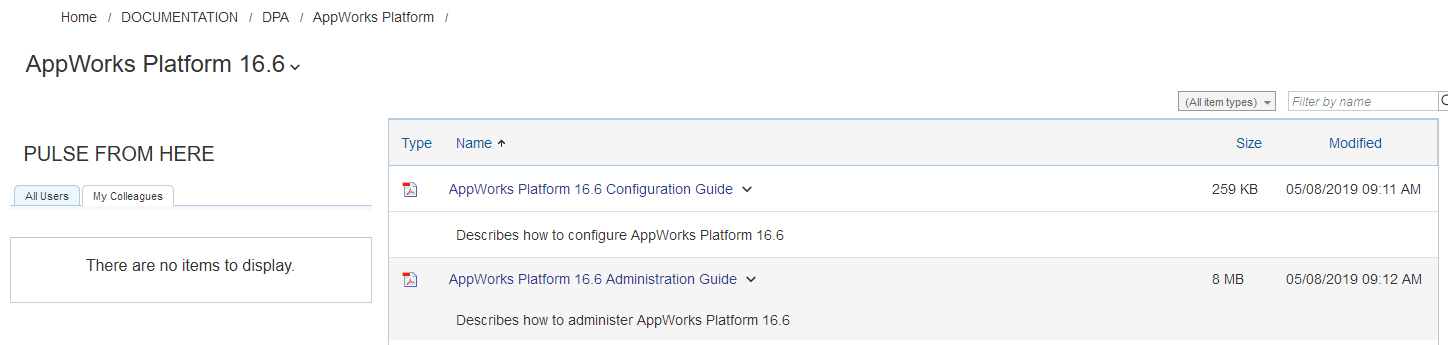 Home / DOCUMENTATION / DPA / AppWorks Platform /
AppWorks Platform 16.6
(All item types) Filter by name
PULSE FROM HERE
All Users My Colleagues
There are no items to display.
Type Name Size Modified
AppWorks Platform 16.6 Configuration Guide 259 KB 05/08/2019 09:11 AM
Describes how to configure AppWorks Platform 16.6
AppWorks Platform 16.6 Administration Guide 8 MB 05/08/2019 09:12 AM
Describes how to administer AppWorks Platform 16.6